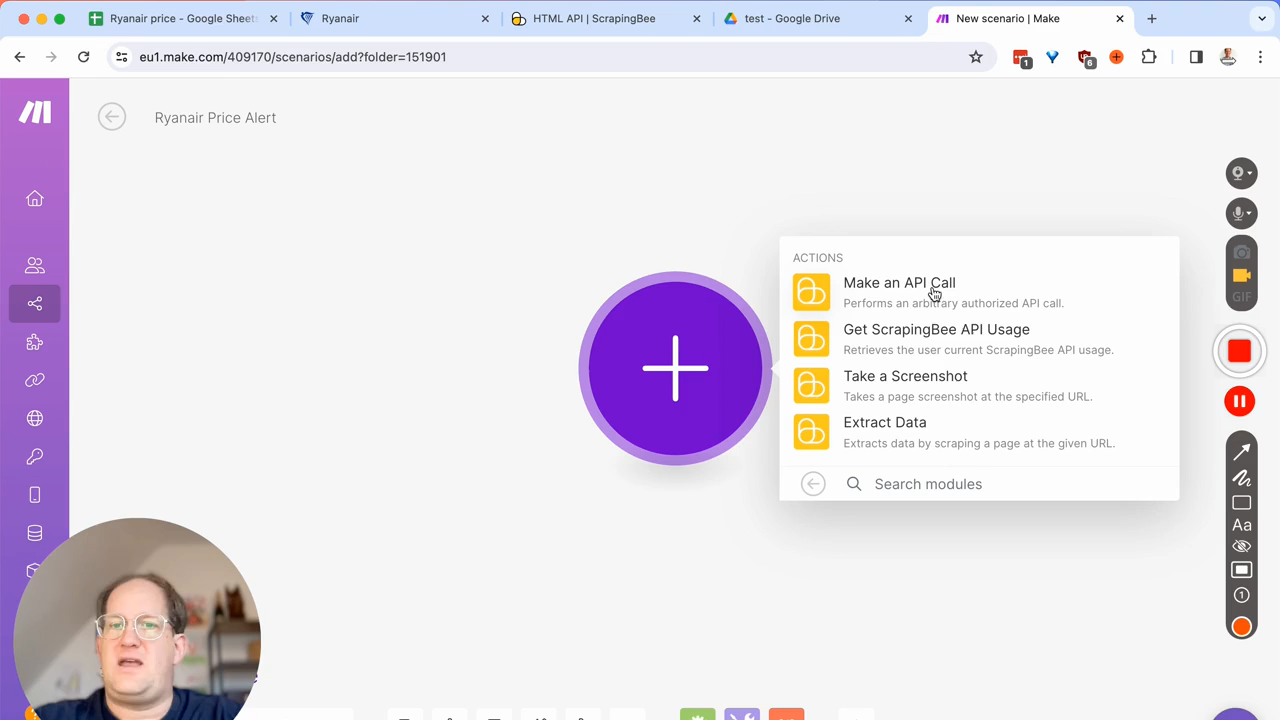 Ryanair price - Google Sheets
Ryanair
HTML API | ScrapingBee
test - Google Drive
New scenario | Make
eu1.make.com/409170/scenarios/add?folder=151901
1
6
Ryanair Price Alert
ACTIONS
Make an API Call
Performs an arbitrary authorized API call.
Get ScrapingBee API Usage
Retrieves the user current ScrapingBee API usage.
Take a Screenshot
Takes a page screenshot at the specified URL.
Extract Data
Extracts data by scraping a page at the given URL.
Search modules
GIF
Aa
1